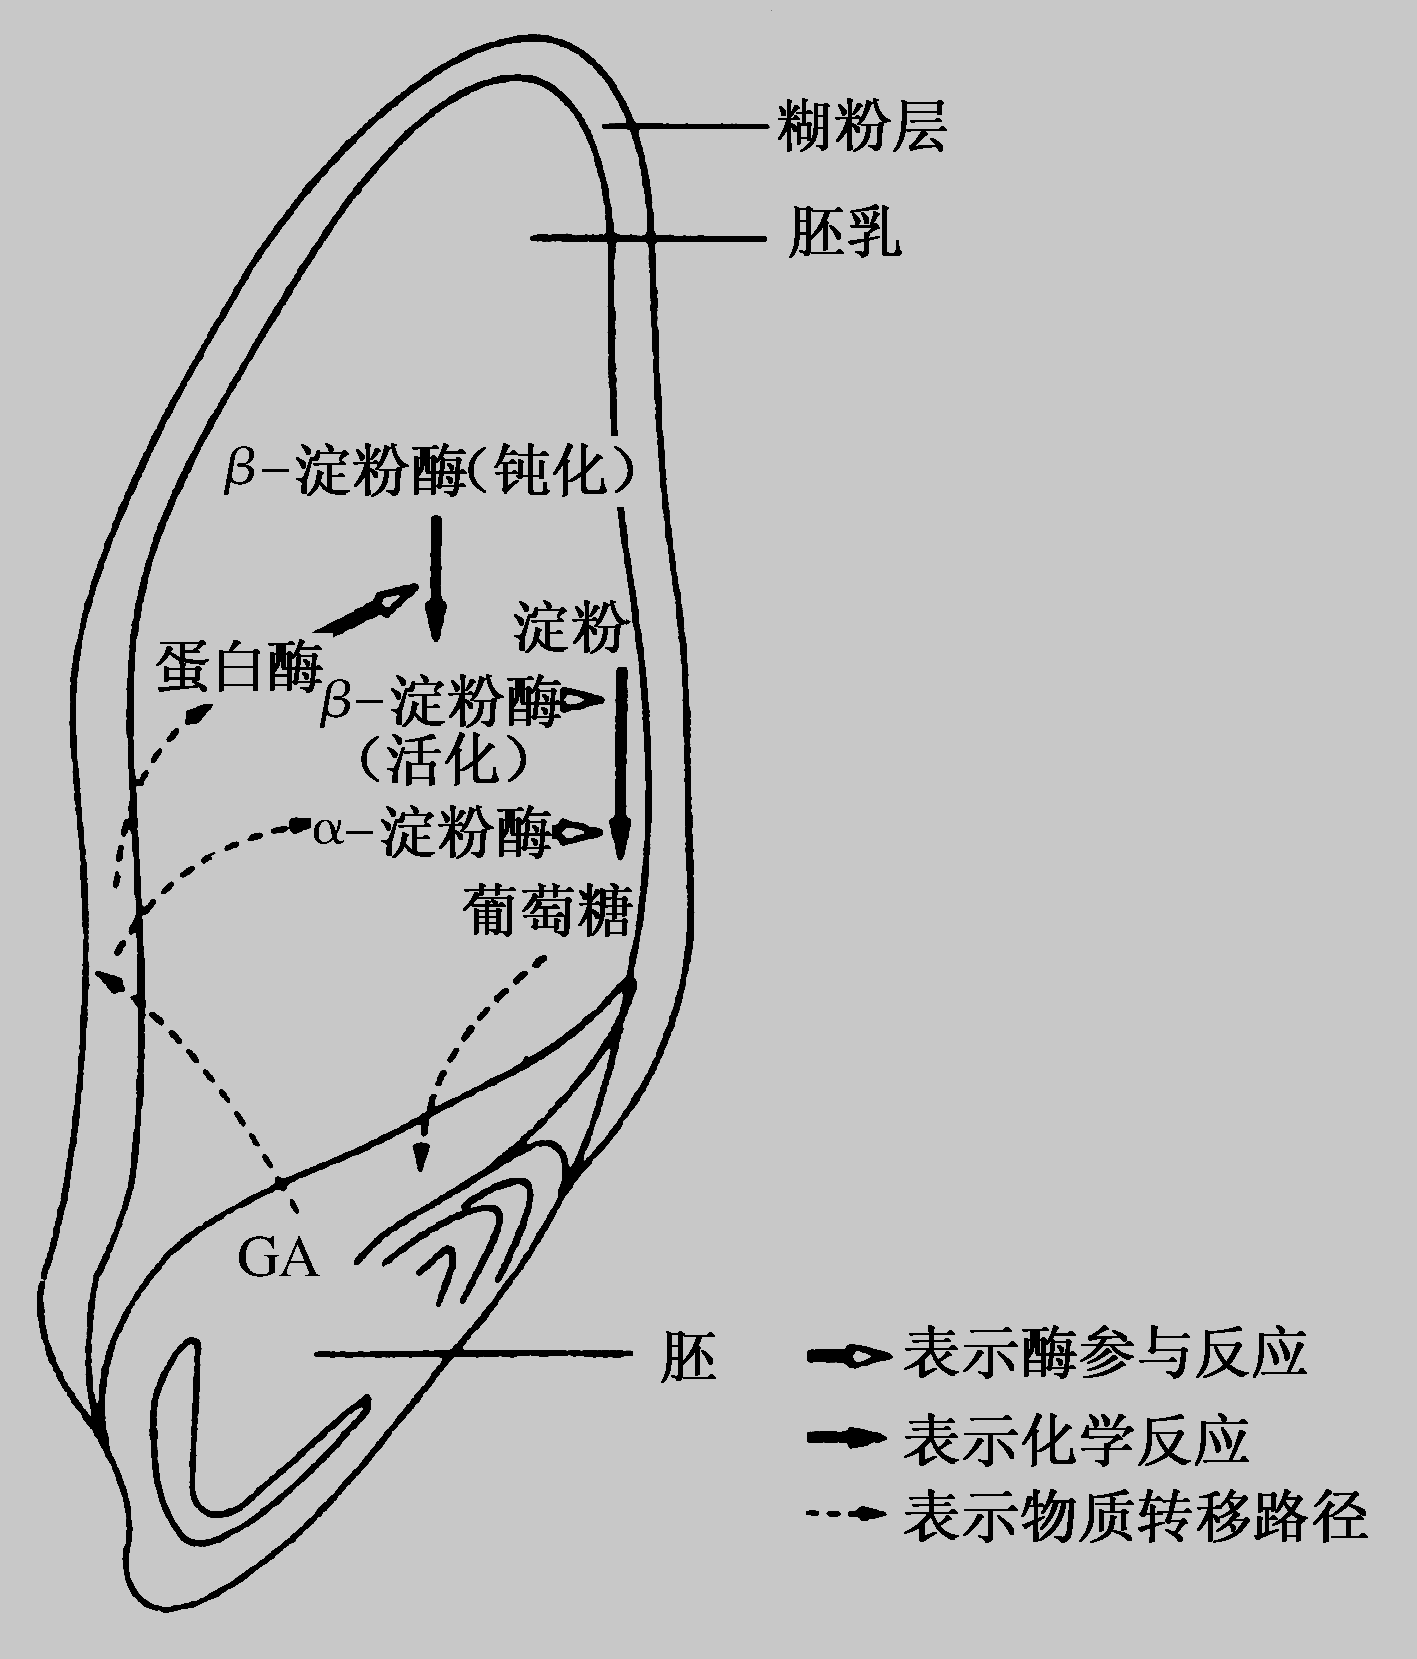 糊粉层
胚乳
β-淀粉酶(钝化)
淀粉
蛋白酶
β-淀粉酶
(活化)
α-淀粉酶
葡萄糖
GA
胚
表示酶参与反应
表示化学反应
表示物质转移路径